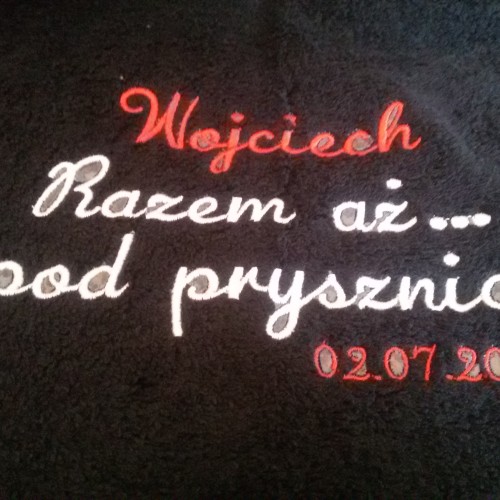 Wojciech
Razem aż...
pod prysznic
02.07.20